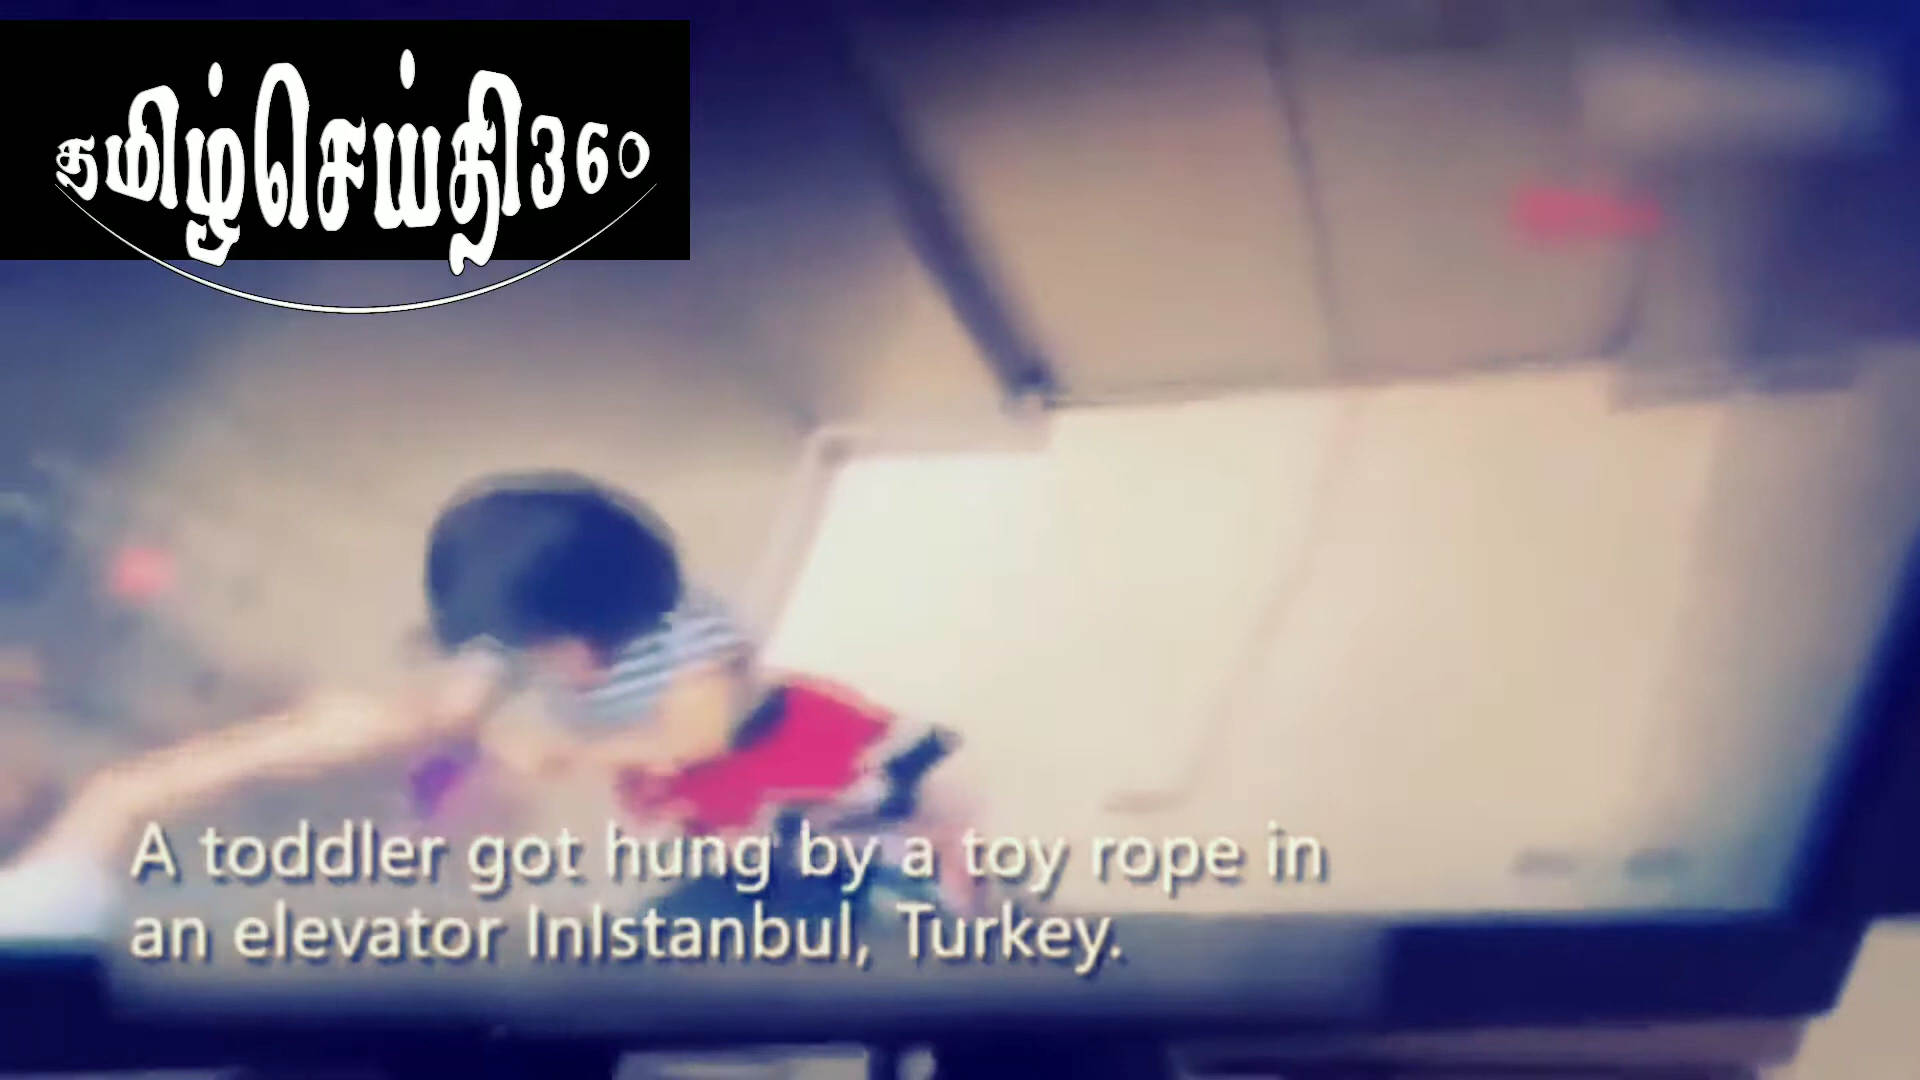 தமிழ்செய்தி360
A toddler got hung by a toy rope in
an elevator InIstanbul, Turkey.